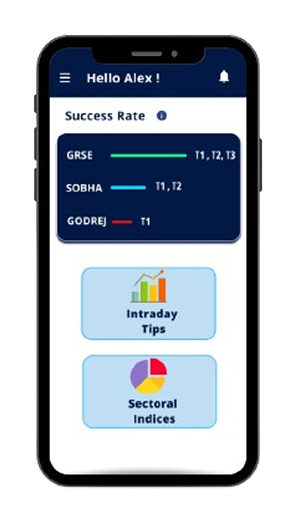 Hello Alex !
Success Rate
GRSE T1, T2, T3
SOBHA T1, T2
GODREJ T1
Intraday
Tips
Sectoral
Indices